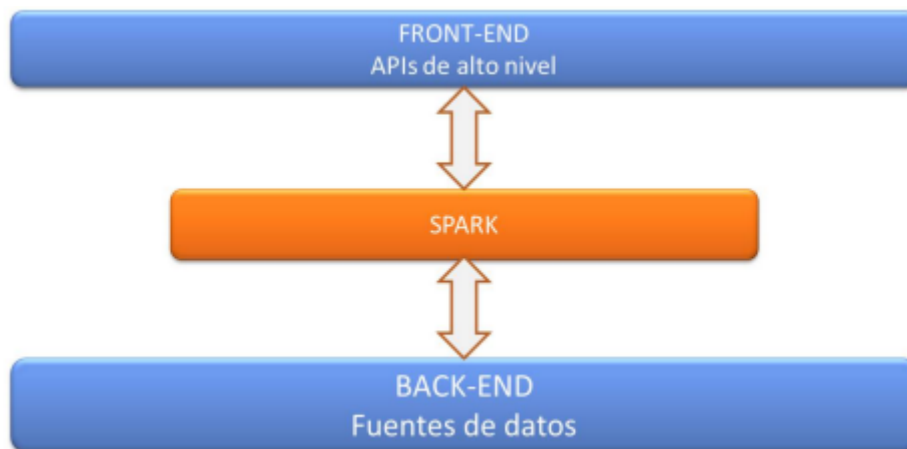 FRONT-END
APIs de alto nivel
SPARK
BACK-END
Fuentes de datos